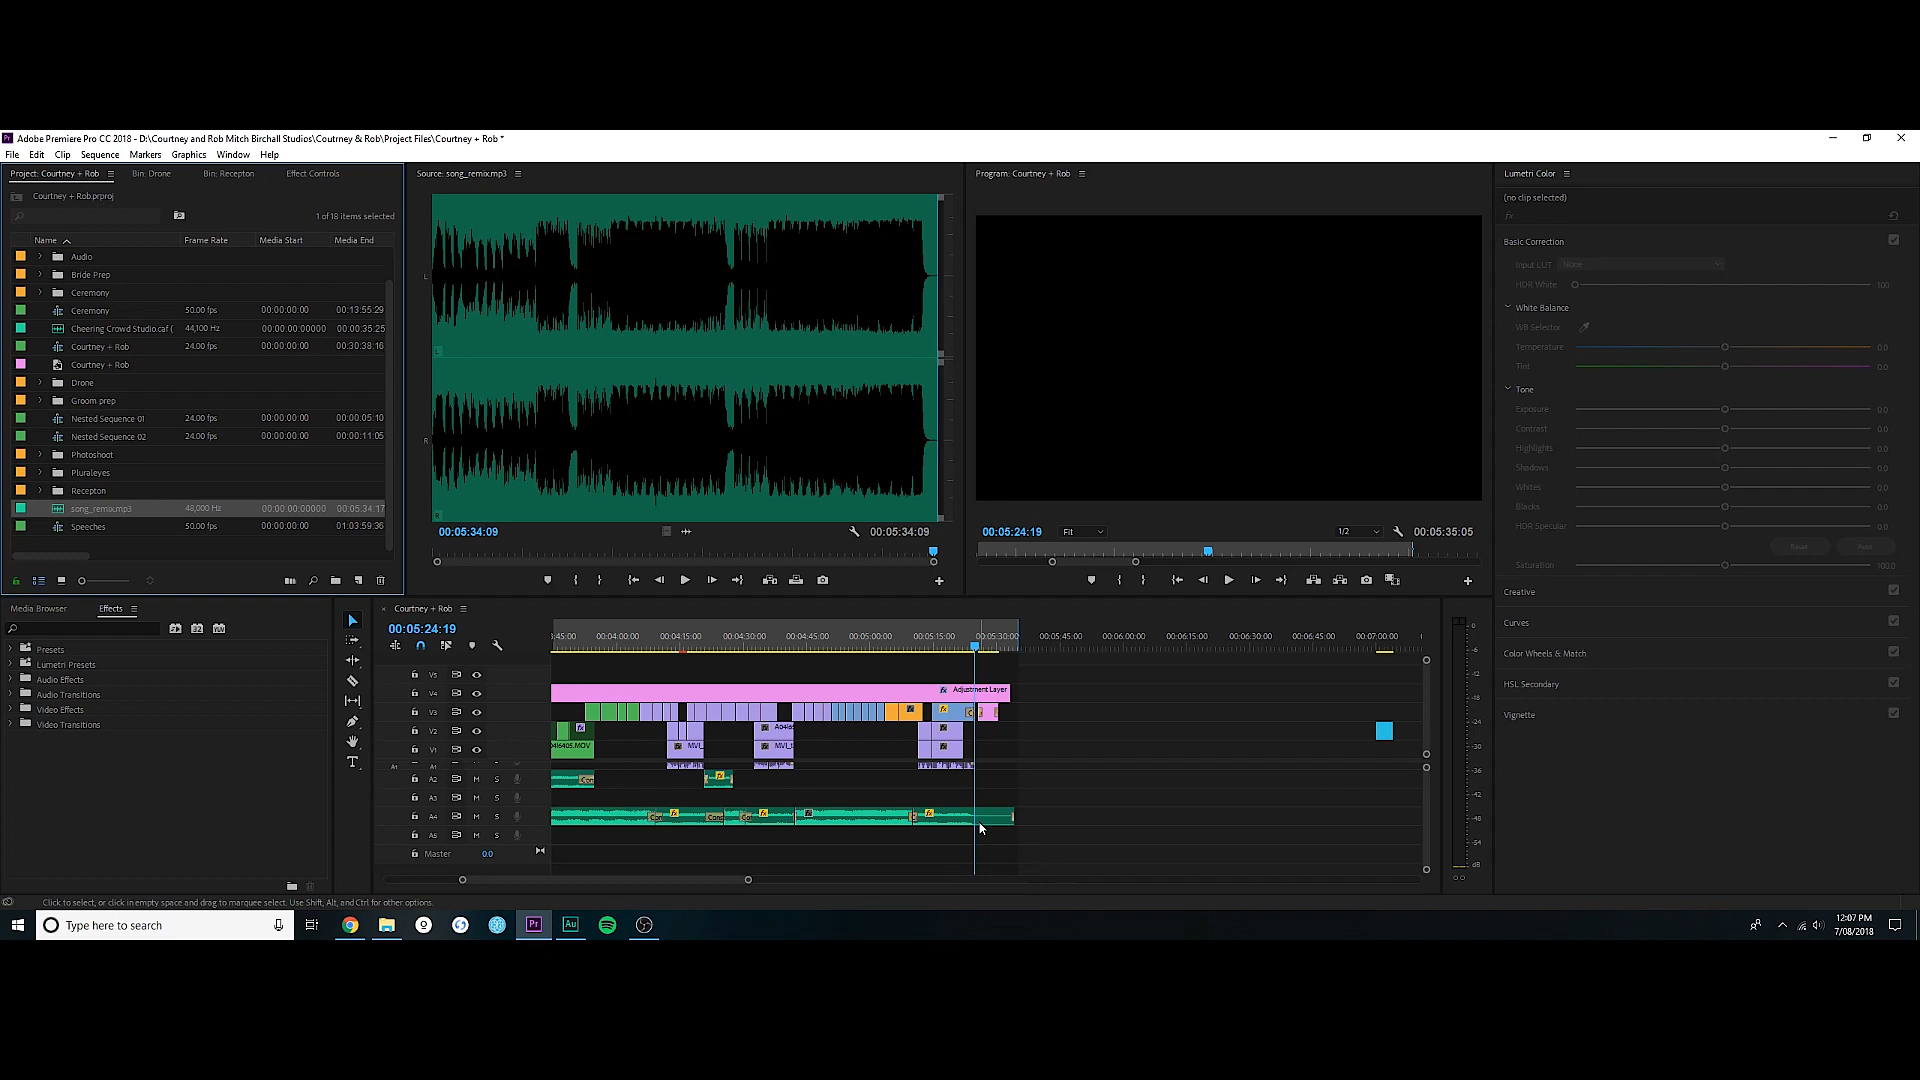 Adobe Premiere Pro CC 2018 - D:\Courtney and Rob Mitch Birchall Studios\Coutrney & Rob\Project Files\Courtney + Rob *
File Edit Clip Sequence Markers Graphics Window Help
Project: Courtney + Rob Bin: Drone Bin: Recepton Effect Controls
Courtney + Rob.prproj
1 of 18 items selected
Name Frame Rate Media Start Media End
Audio
Bride Prep
Ceremony
Ceremony 50.00 fps 00:00:00:00 00:13:55:29
Cheering Crowd Studio.caf ( 44,100 Hz 00:00:00:00000 00:00:35:25
Courtney + Rob 24.00 fps 00:00:00:00 00:30:38:16
Courtney + Rob
Drone
Groom prep
Nested Sequence 01 24.00 fps 00:00:00:00 00:00:05:10
Nested Sequence 02 24.00 fps 00:00:00:00 00:00:11:05
Photoshoot
Pluraleyes
Recepton
song_remix.mp3 48,000 Hz 00:00:00:00000 00:05:34:17
Speeches 50.00 fps 00:00:00:00 01:03:59:36
Source: song_remix.mp3
L
L
R
R
00:05:34:09 00:05:34:09
Program: Courtney + Rob
00:05:24:19 Fit 1/2 00:05:35:05
Lumetri Color
(no clip selected)
fx
Basic Correction
Input LUT None
HDR White 100
White Balance
WB Selector
Temperature 0.0
Tint 0.0
Tone
Exposure 0.0
Contrast 0.0
Highlights 0.0
Shadows 0.0
Whites 0.0
Blacks 0.0
HDR Specular 0.0
Reset Auto
Saturation 100.0
Creative
Curves
Color Wheels & Match
HSL Secondary
Vignette
Media Browser Effects
Presets
Lumetri Presets
Audio Effects
Audio Transitions
Video Effects
Video Transitions
Courtney + Rob
00:05:24:19
:45:00 00:04:00:00 00:04:15:00 00:04:30:00 00:04:45:00 00:05:00:00 00:05:15:00 00:05:30:00 00:05:45:00 00:06:00:00 00:06:15:00 00:06:30:00 00:06:45:00 00:07:00:00
V5
V4 fx Adjustment Layer
V3
V2
V1 MVI_ MVI_
A1 A1
A2 M S
A3 M S
A4 M S
A5 M S
Master 0.0
0
-6
-12
-18
-24
-30
-36
-42
-48
-54
dB
Click to select, or click in empty space and drag to marquee select. Use Shift, Alt, and Ctrl for other options.
Type here to search
Pr
Au
12:07 PM
7/08/2018